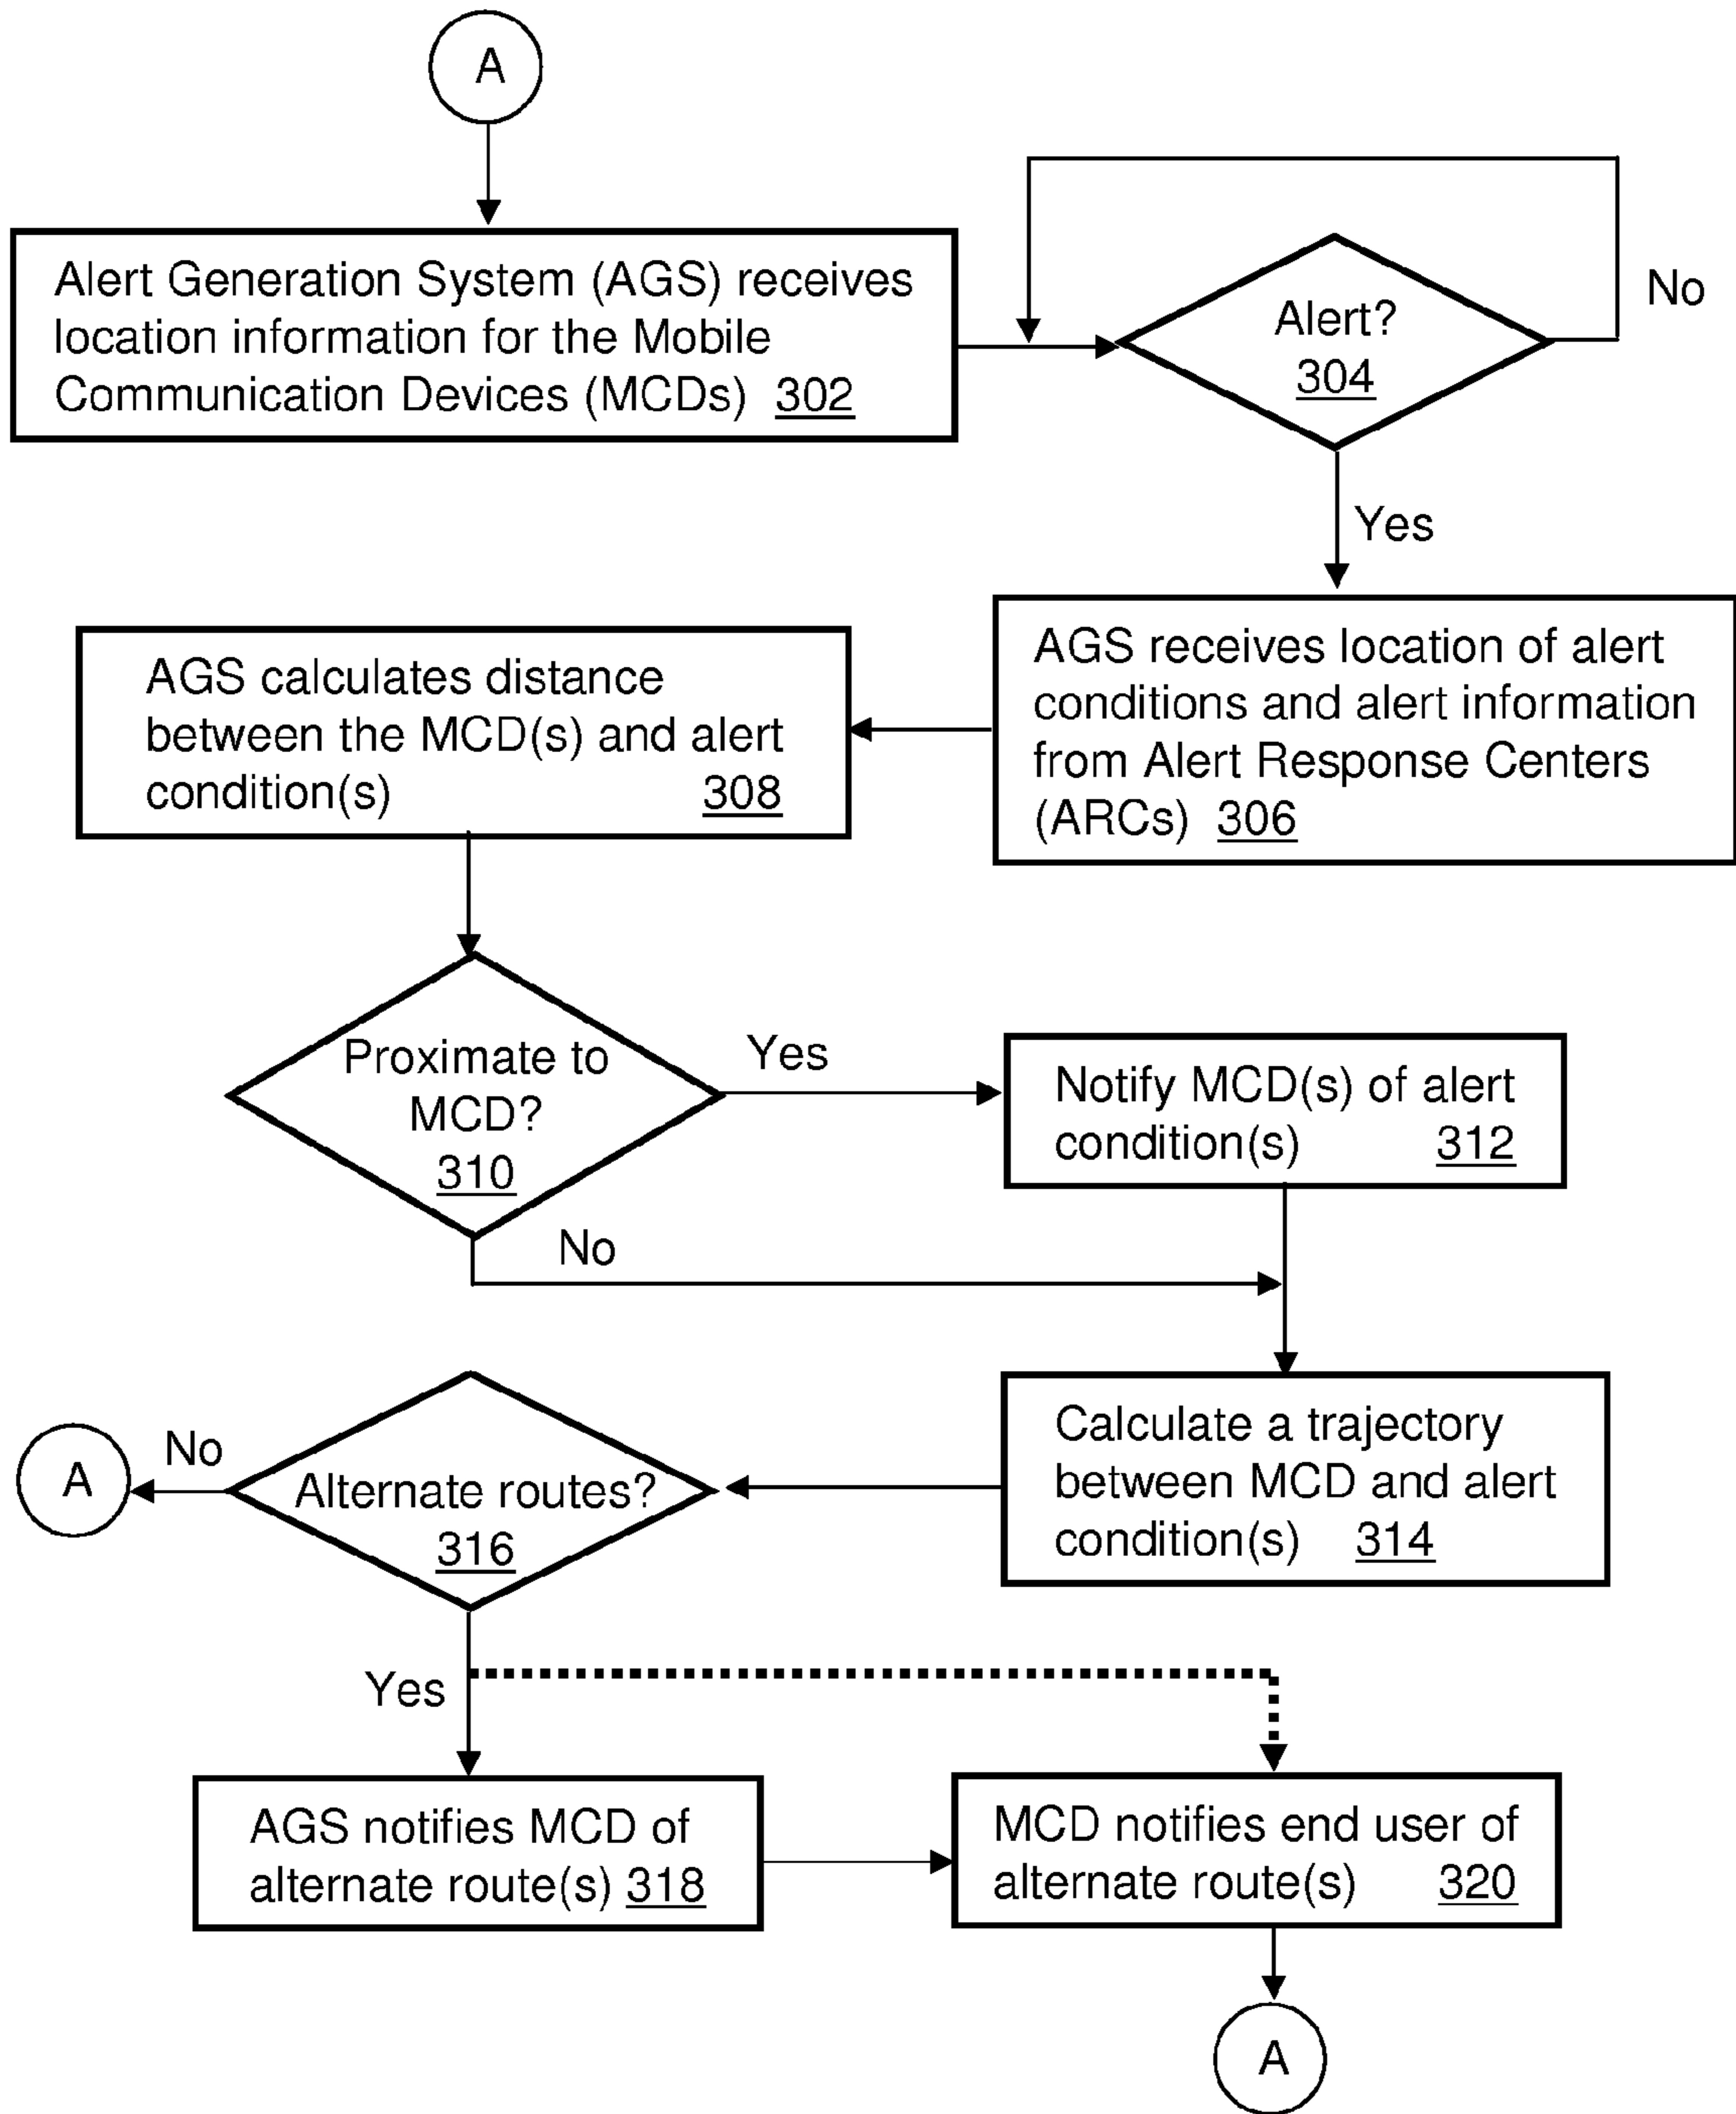 A
Alert Generation System (AGS) receives
location information for the Mobile
Communication Devices (MCDs) 302
Alert?
304
No
Yes
AGS receives location of alert
conditions and alert information
from Alert Response Centers
(ARCs) 306
AGS calculates distance
between the MCD(s) and alert
condition(s) 308
Proximate to
MCD?
310
Yes
No
Notify MCD(s) of alert
condition(s) 312
Calculate a trajectory
between MCD and alert
condition(s) 314
Alternate routes?
316
No
A
Yes
AGS notifies MCD of
alternate route(s) 318
MCD notifies end user of
alternate route(s) 320
A